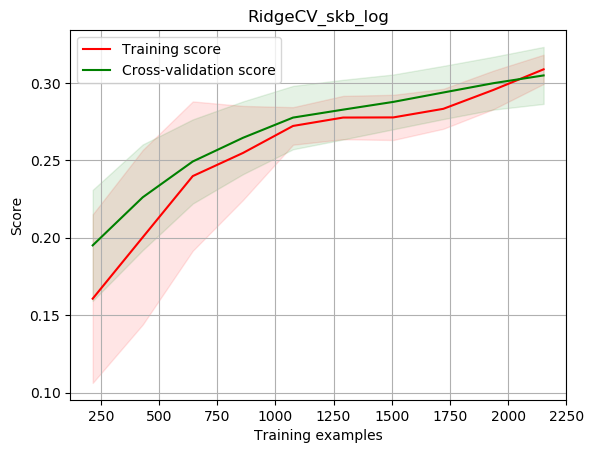 RidgeCV_skb_log
Training score
Cross-validation score
0.30
0.25
0.20
0.15
0.10
Score
250 500 750 1000 1250 1500 1750 2000 2250
Training examples